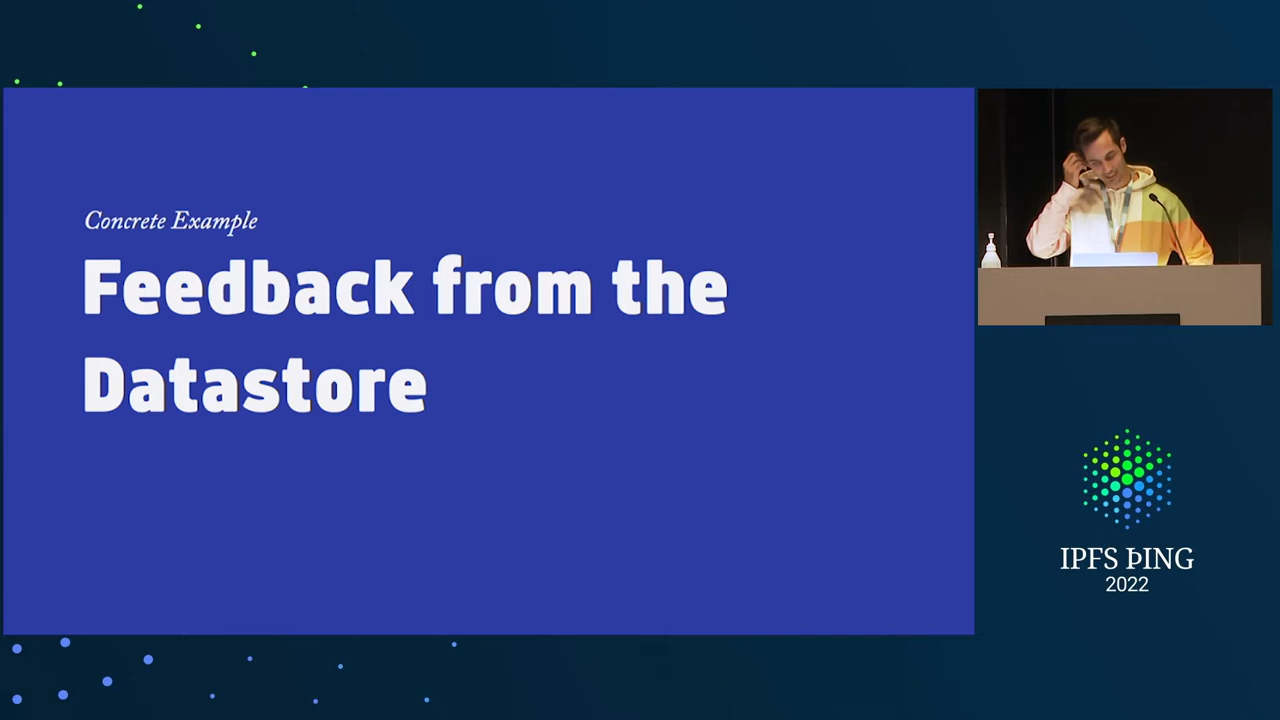 Concrete Example
Feedback from the
Datastore
IPFS ÞING
2022